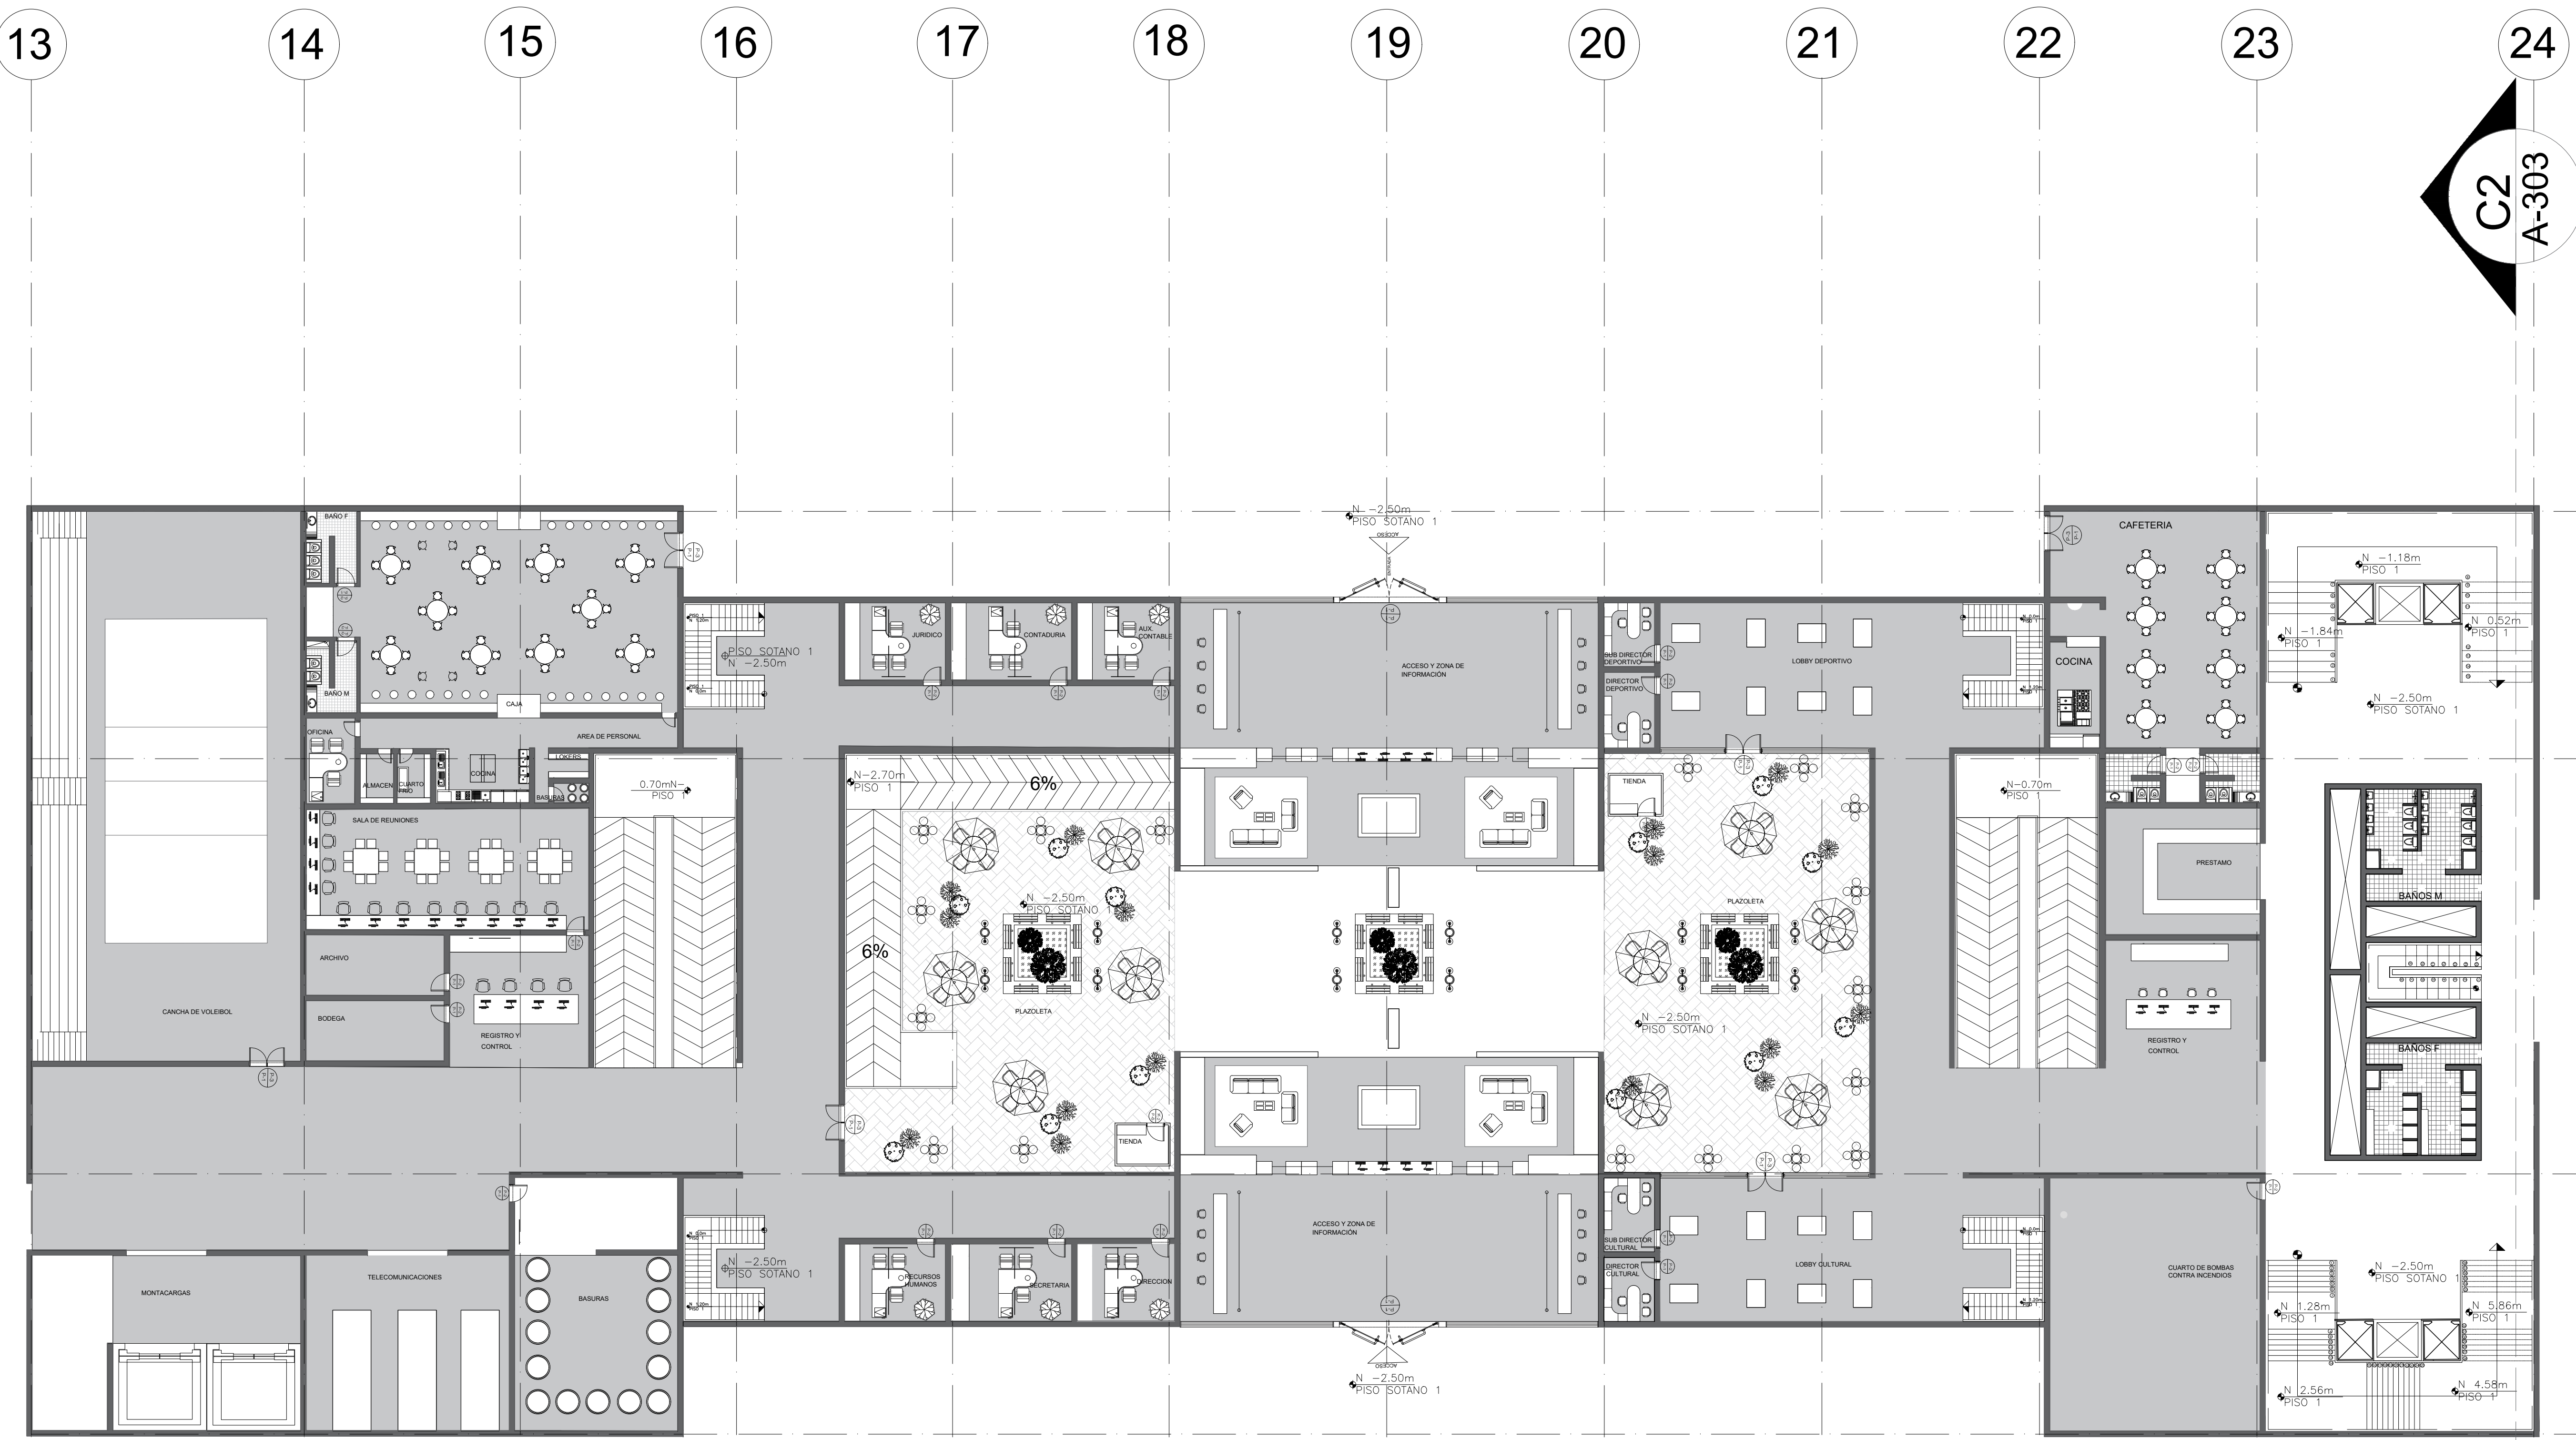 13
14
15
16
17
18
19
20
21
22
23
24
C2
A-303
N -2.50m
PISO SOTANO 1
ACCESO
ENTRADA
BAÑO F
CAFETERIA
N -1.18m
PISO 1
JURIDICO
CONTADURIA
AUX.
CONTABLE
N -1.84m
PISO 1
N 0.52m
PISO 1
PISO SOTANO 1
N -2.50m
SUB DIRECTOR
DEPORTIVO
LOBBY DEPORTIVO
ACCESO Y ZONA DE
INFORMACIÓN
COCINA
DIRECTOR
DEPORTIVO
BAÑO M
CAJA
N -2.50m
PISO SOTANO 1
OFICINA
AREA DE PERSONAL
LOKERS
COCINA
ALMACEN
CUARTO
FRIO
BASURAS
0.70mN-
PISO 1
N-2.70m
PISO 1
6%
TIENDA
N-0.70m
PISO 1
SALA DE REUNIONES
PRESTAMO
N -2.50m
PISO SOTANO 1
PLAZOLETA
BAÑOS M
6%
ARCHIVO
CANCHA DE VOLEIBOL
BODEGA
PLAZOLETA
N -2.50m
PISO SOTANO 1
REGISTRO Y
CONTROL
REGISTRO Y
CONTROL
BAÑOS F
TIENDA
ACCESO Y ZONA DE
INFORMACIÓN
SUB DIRECTOR
CULTURAL
LOBBY CULTURAL
DIRECTOR
CULTURAL
N -2.50m
PISO SOTANO 1
RECURSOS
HUMANOS
SECRETARIA
DIRECCION
CUARTO DE BOMBAS
CONTRA INCENDIOS
N -2.50m
PISO SOTANO 1
TELECOMUNICACIONES
MONTACARGAS
BASURAS
N 1.28m
PISO 1
N 5.86m
PISO 1
ACCESO
N -2.50m
PISO SOTANO 1
N 2.56m
PISO 1
N 4.58m
PISO 1